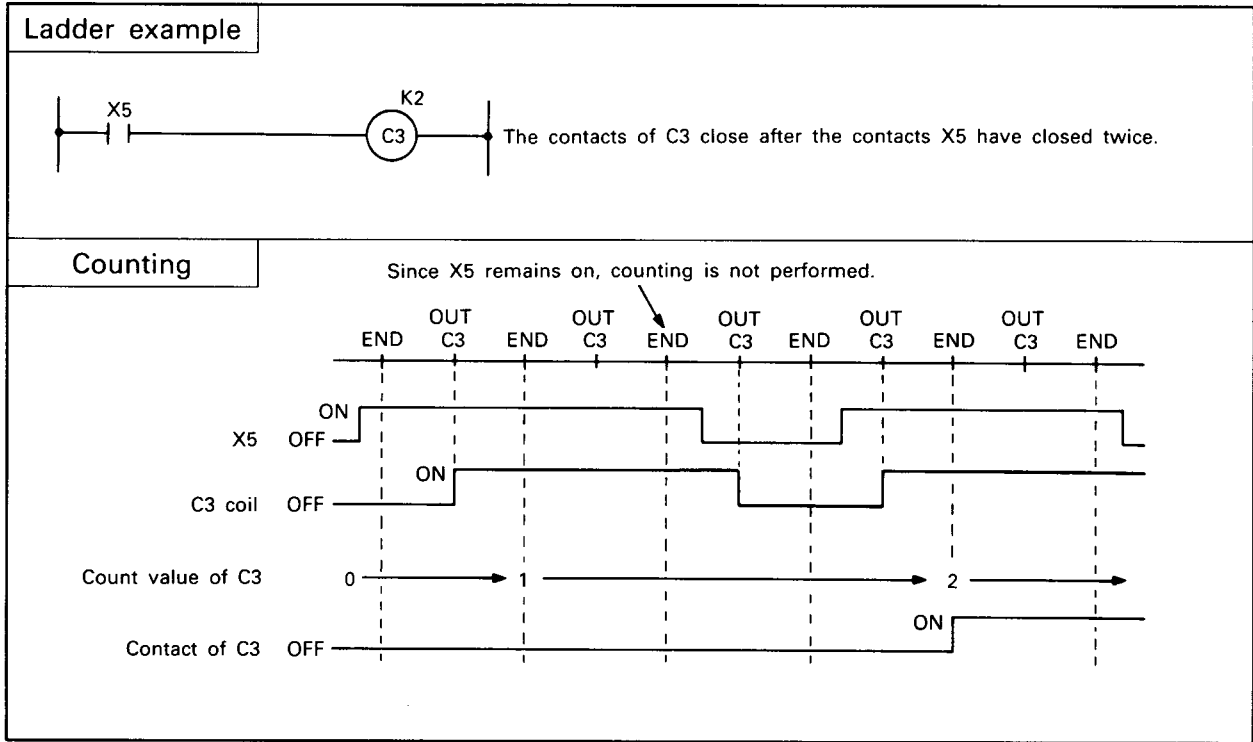 Ladder example
X5
K2
C3
The contacts of C3 close after the contacts X5 have closed twice.
Counting
Since X5 remains on, counting is not performed.
OUT OUT OUT OUT OUT
END C3 END C3 END C3 END C3 END C3 END
ON
X5 OFF
ON
C3 coil OFF
Count value of C3 0 1 2
ON
Contact of C3 OFF